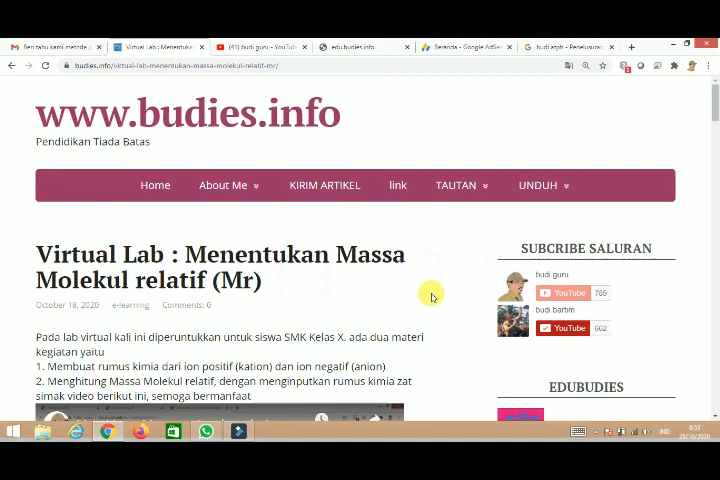 Beri tahu kami metode p
Virtual Lab : Menentukan
(41) budi guru - YouTube
edu.budies.info
Beranda - Google AdSe
budi atph - Penelusuran
budies.info/virtual-lab-menentukan-massa-molekul-relatif-mr/
www.budies.info
Pendidikan Tiada Batas
Home About Me KIRIM ARTIKEL link TAUTAN UNDUH
Virtual Lab : Menentukan Massa
Molekul relatif (Mr)
October 18, 2020 e-learning Comments: 0
Pada lab virtual kali ini diperuntukkan untuk siswa SMK Kelas X. ada dua materi
kegiatan yaitu
1. Membuat rumus kimia dari ion positif (kation) dan ion negatif (anion)
2. Menghitung Massa Molekul relatif, dengan menginputkan rumus kimia zat
simak video berikut ini, semoga bermanfaat
SUBCRIBE SALURAN
budi guru
YouTube 785
budi bartim
YouTube 662
EDUBUDIES
IND
8:53
28/10/2020